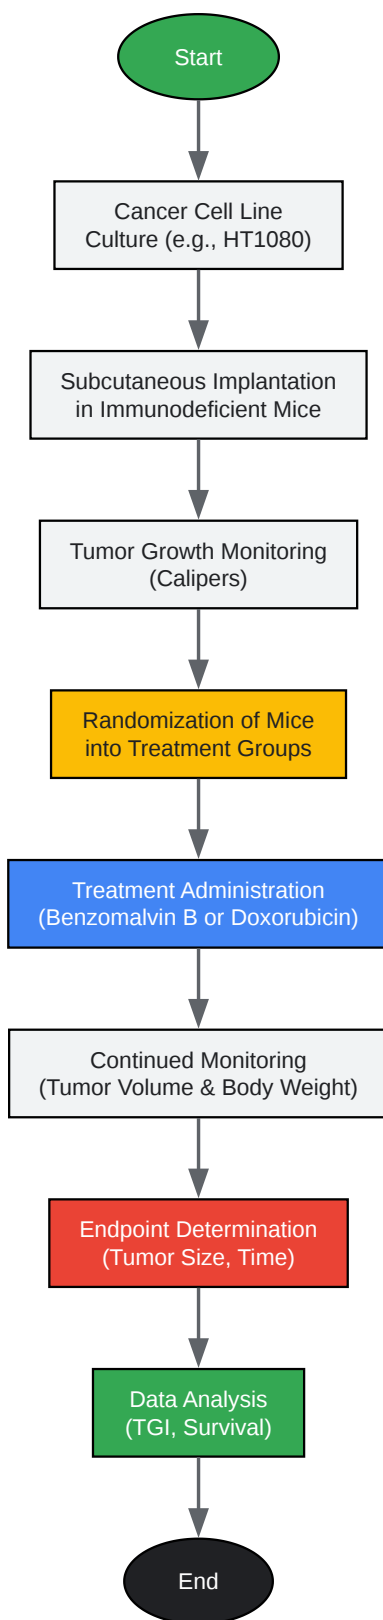 Start
Cancer Cell Line
Culture (e.g., HT1080)
Subcutaneous Implantation
in Immunodeficient Mice
Tumor Growth Monitoring
(Calipers)
Randomization of Mice
into Treatment Groups
Treatment Administration
(Benzomalvin B or Doxorubicin)
Continued Monitoring
(Tumor Volume & Body Weight)
Endpoint Determination
(Tumor Size, Time)
Data Analysis
(TGI, Survival)
End